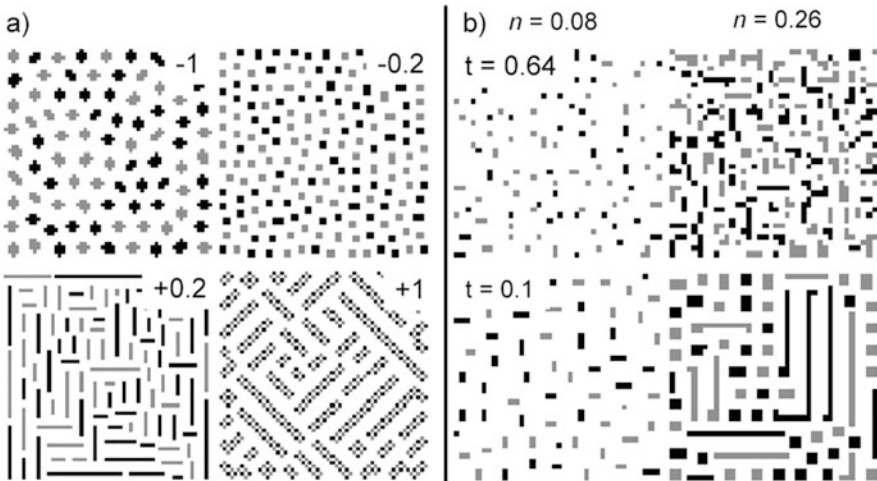 a)
-1
-0.2
+0.2
+1
b)
n = 0.08
n = 0.26
t = 0.64
t = 0.1